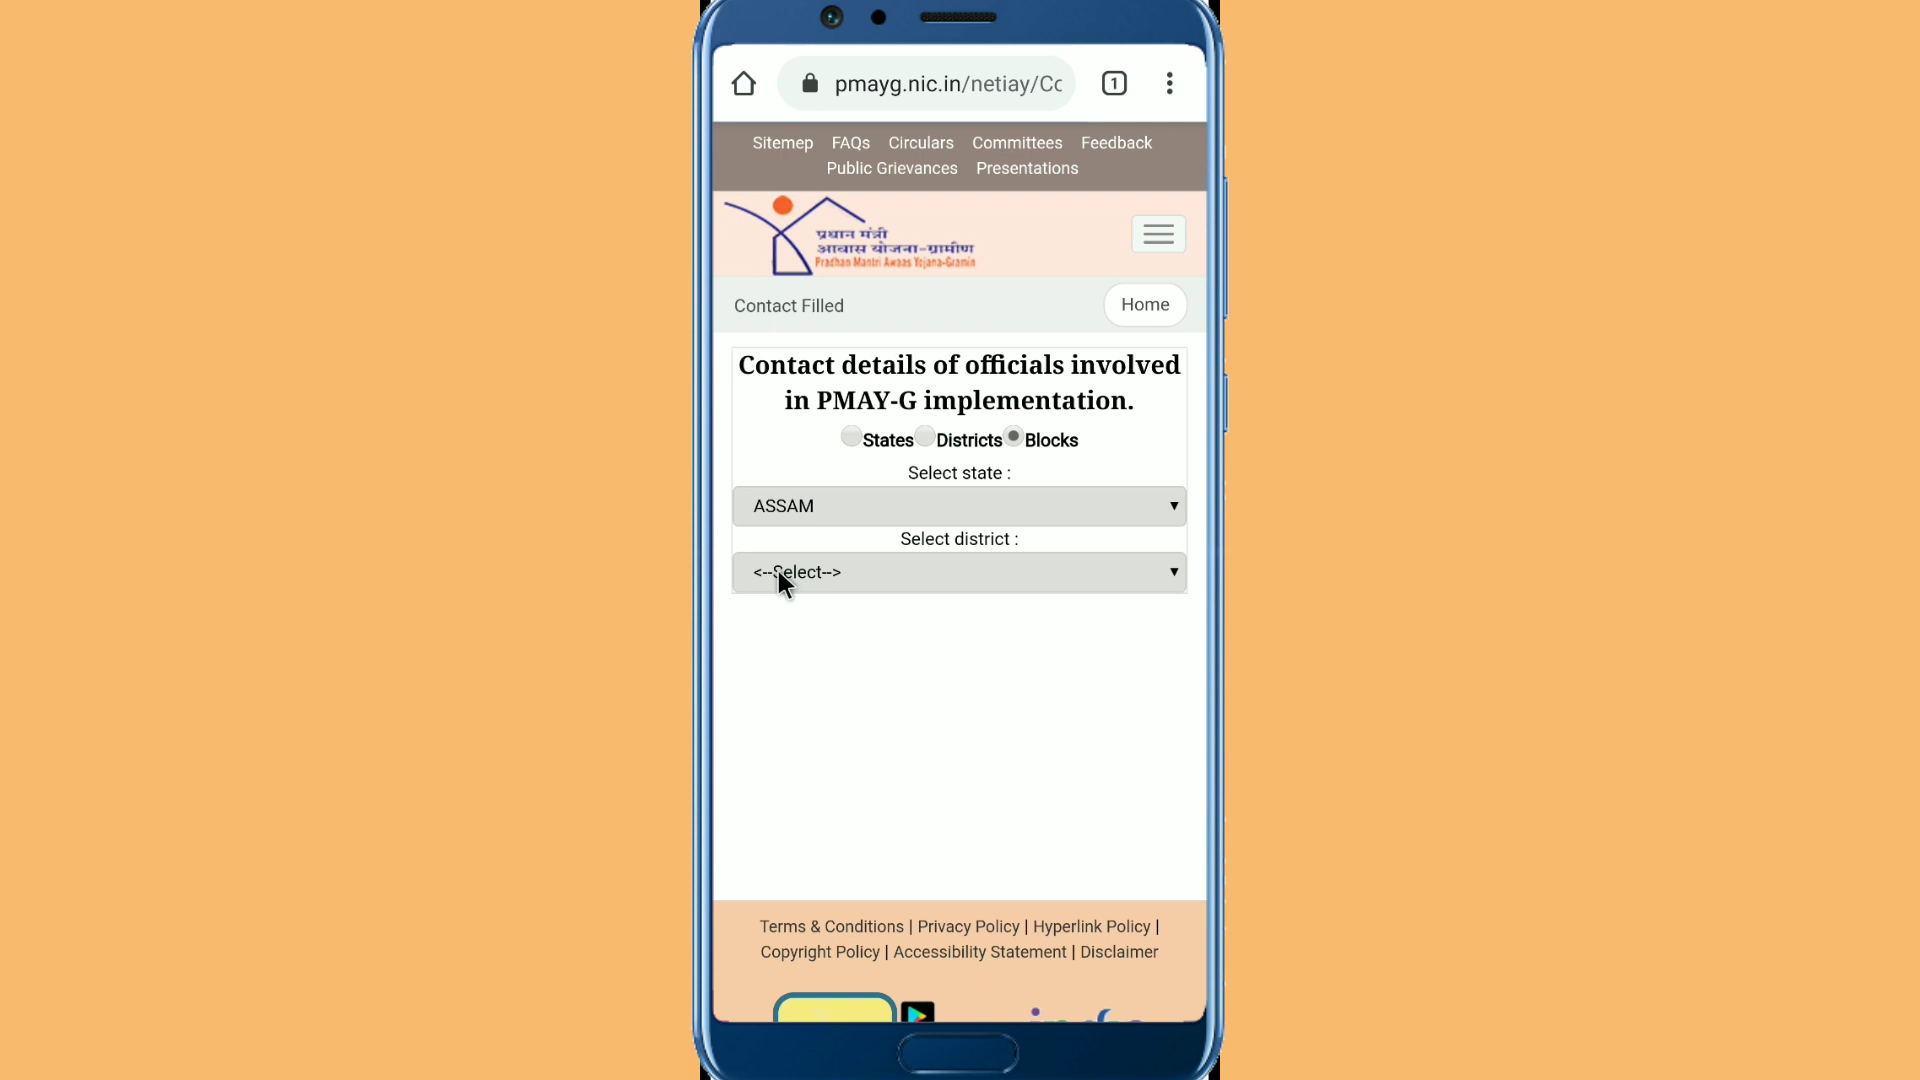 pmayg.nic.in/netiay/Cc
1
Sitemep FAQs Circulars Committees Feedback
Public Grievances Presentations
प्रधान मंत्री
आवास योजना-ग्रामीण
Pradhan Mantri Awaas Yojana-Gramin
Contact Filled
Home
Contact details of officials involved
in PMAY-G implementation.
States Districts Blocks
Select state :
ASSAM
Select district :
<--Select-->
Terms & Conditions | Privacy Policy | Hyperlink Policy |
Copyright Policy | Accessibility Statement | Disclaimer